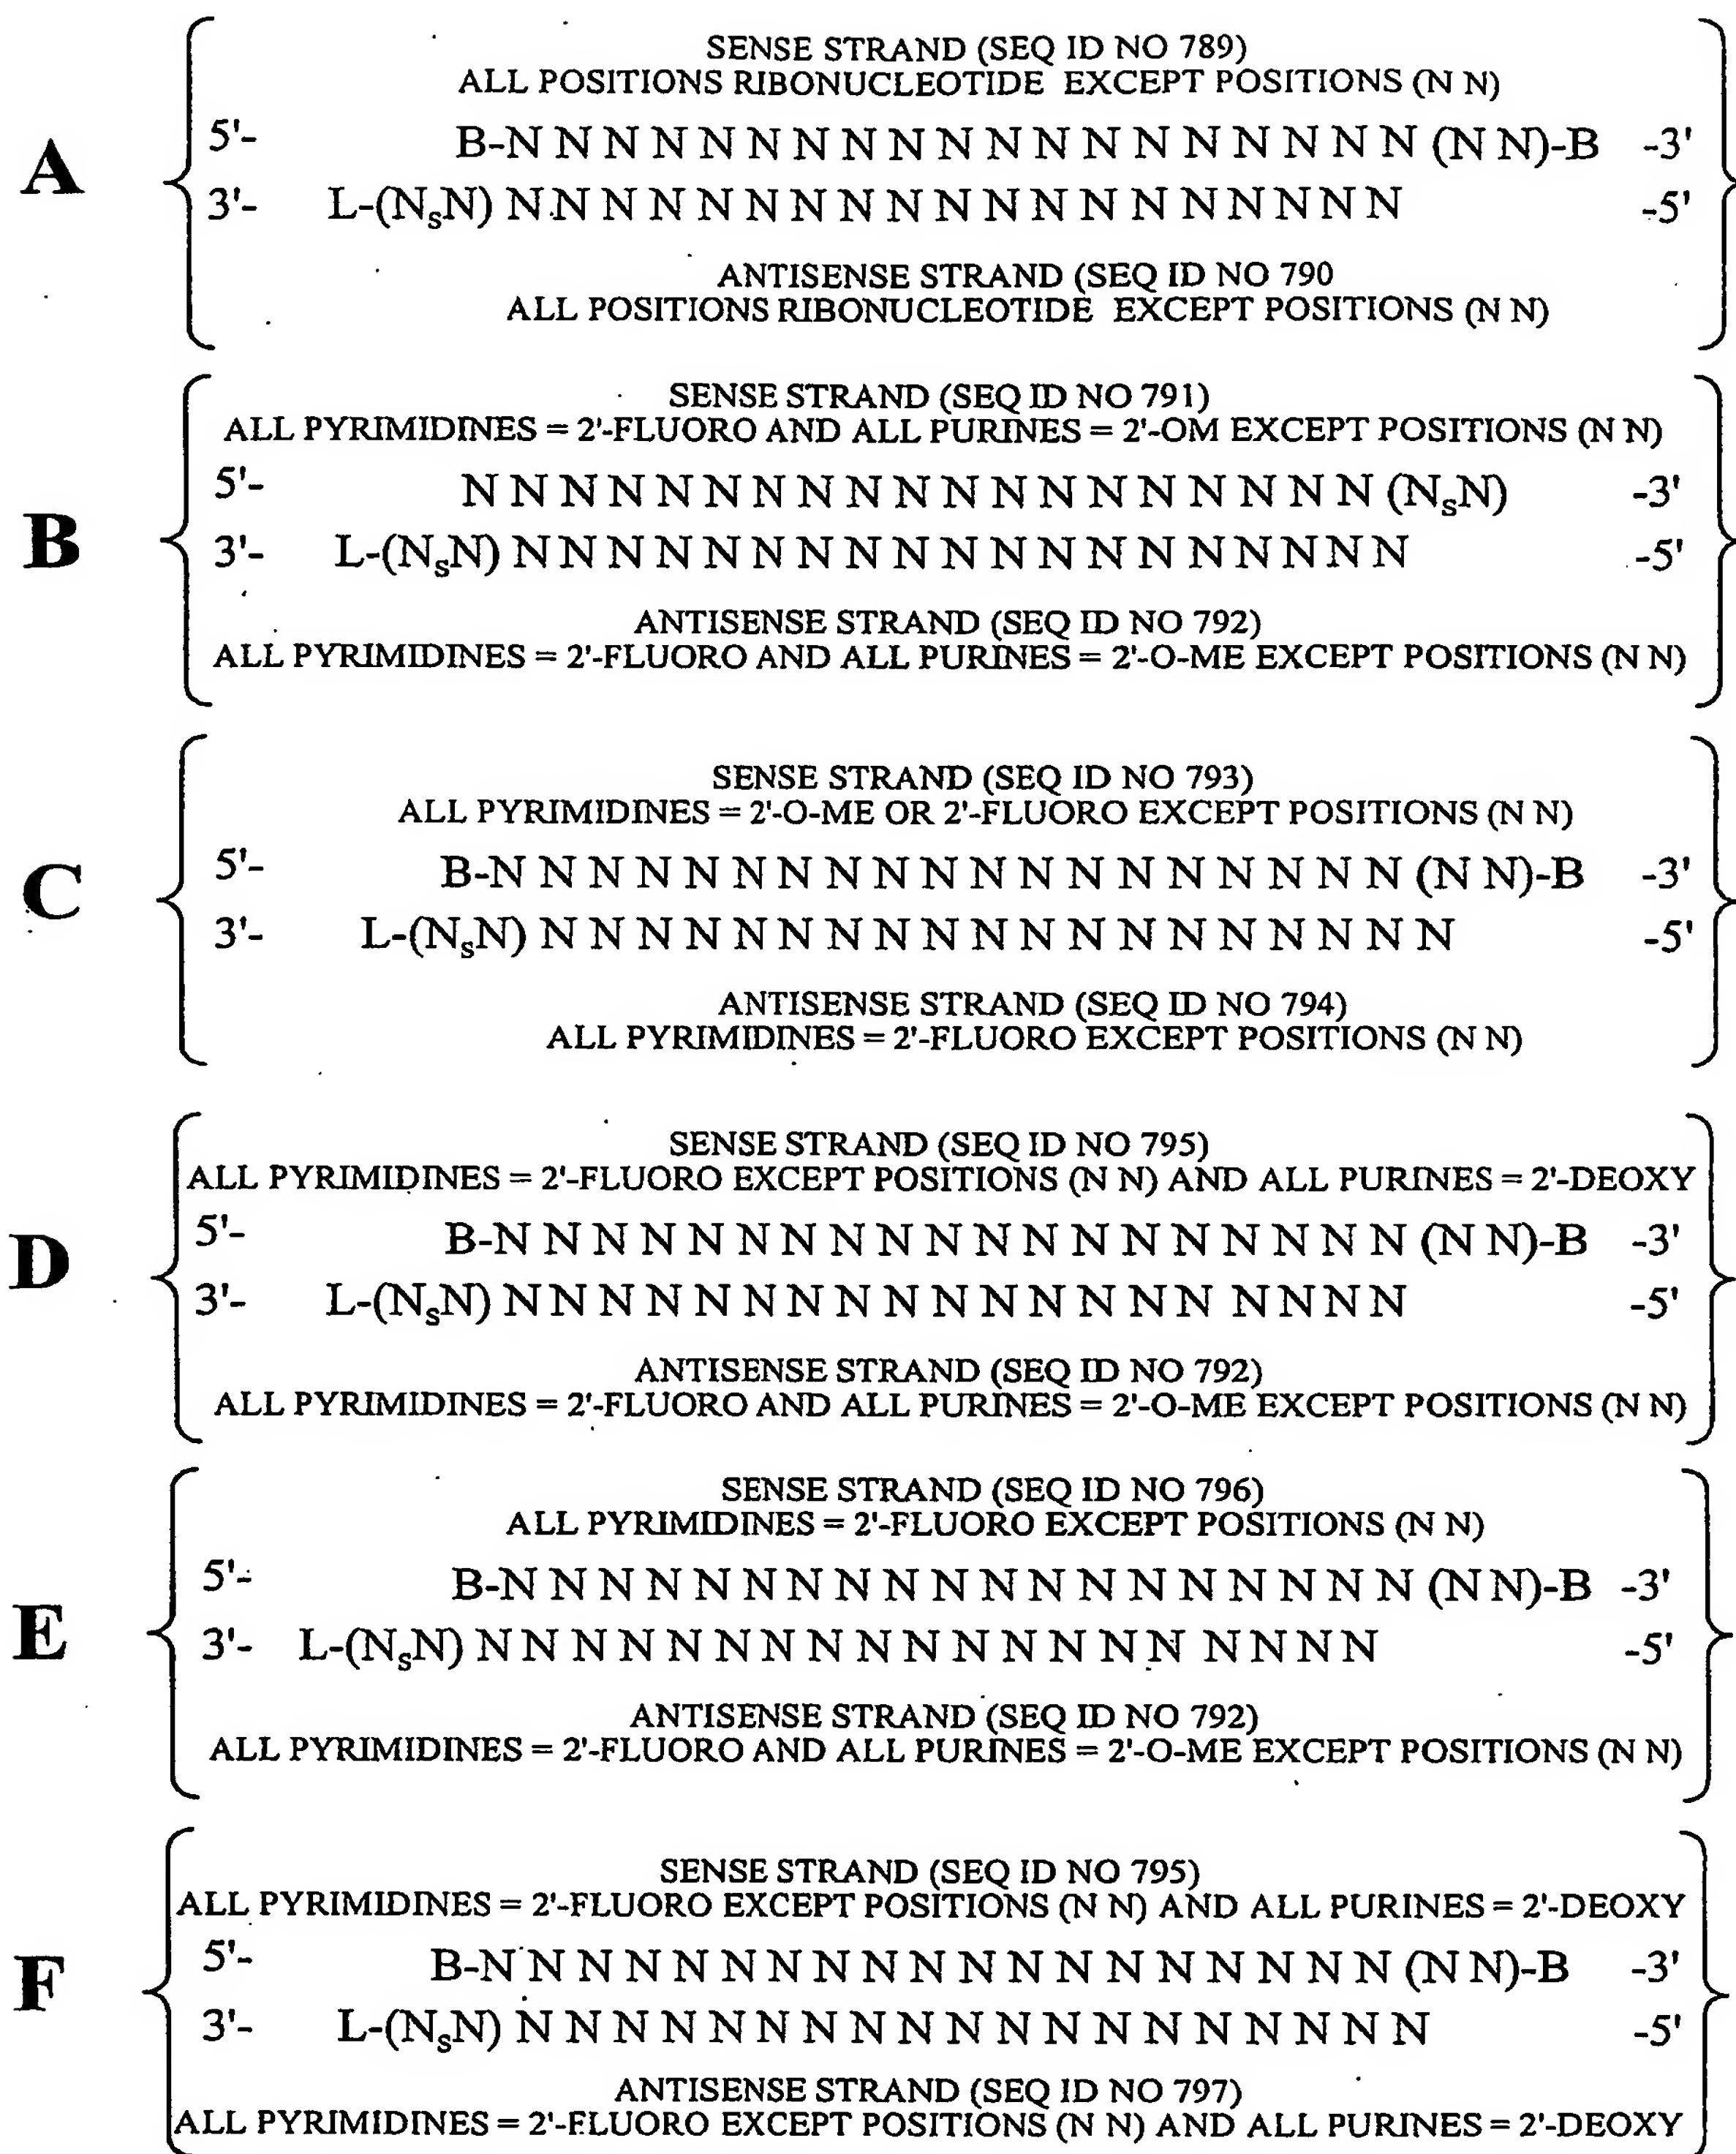 A
SENSE STRAND (SEQ ID NO 789)
ALL POSITIONS RIBONUCLEOTIDE EXCEPT POSITIONS (N N)
5'- B-N N N N N N N N N N N N N N N N N N N (N N)-B -3'
3'- L-(NsN) N N N N N N N N N N N N N N N N N N N -5'
ANTISENSE STRAND (SEQ ID NO 790
ALL POSITIONS RIBONUCLEOTIDE EXCEPT POSITIONS (N N)
B
SENSE STRAND (SEQ ID NO 791)
ALL PYRIMIDINES = 2'-FLUORO AND ALL PURINES = 2'-OM EXCEPT POSITIONS (N N)
5'- N N N N N N N N N N N N N N N N N N N (NsN) -3'
3'- L-(NsN) N N N N N N N N N N N N N N N N N N N -5'
ANTISENSE STRAND (SEQ ID NO 792)
ALL PYRIMIDINES = 2'-FLUORO AND ALL PURINES = 2'-O-ME EXCEPT POSITIONS (N N)
C
SENSE STRAND (SEQ ID NO 793)
ALL PYRIMIDINES = 2'-O-ME OR 2'-FLUORO EXCEPT POSITIONS (N N)
5'- B-N N N N N N N N N N N N N N N N N N N (N N)-B -3'
3'- L-(NsN) N N N N N N N N N N N N N N N N N N N -5'
ANTISENSE STRAND (SEQ ID NO 794)
ALL PYRIMIDINES = 2'-FLUORO EXCEPT POSITIONS (N N)
D
SENSE STRAND (SEQ ID NO 795)
ALL PYRIMIDINES = 2'-FLUORO EXCEPT POSITIONS (N N) AND ALL PURINES = 2'-DEOXY
5'- B-N N N N N N N N N N N N N N N N N N N (N N)-B -3'
3'- L-(NsN) N N N N N N N N N N N N N N N N N N N -5'
ANTISENSE STRAND (SEQ ID NO 792)
ALL PYRIMIDINES = 2'-FLUORO AND ALL PURINES = 2'-O-ME EXCEPT POSITIONS (N N)
E
SENSE STRAND (SEQ ID NO 796)
ALL PYRIMIDINES = 2'-FLUORO EXCEPT POSITIONS (N N)
5'- B-N N N N N N N N N N N N N N N N N N N (N N)-B -3'
3'- L-(NsN) N N N N N N N N N N N N N N N N N N N -5'
ANTISENSE STRAND (SEQ ID NO 792)
ALL PYRIMIDINES = 2'-FLUORO AND ALL PURINES = 2'-O-ME EXCEPT POSITIONS (N N)
F
SENSE STRAND (SEQ ID NO 795)
ALL PYRIMIDINES = 2'-FLUORO EXCEPT POSITIONS (N N) AND ALL PURINES = 2'-DEOXY
5'- B-N N N N N N N N N N N N N N N N N N N (N N)-B -3'
3'- L-(NsN) N N N N N N N N N N N N N N N N N N N -5'
ANTISENSE STRAND (SEQ ID NO 797)
ALL PYRIMIDINES = 2'-FLUORO EXCEPT POSITIONS (N N) AND ALL PURINES = 2'-DEOXY